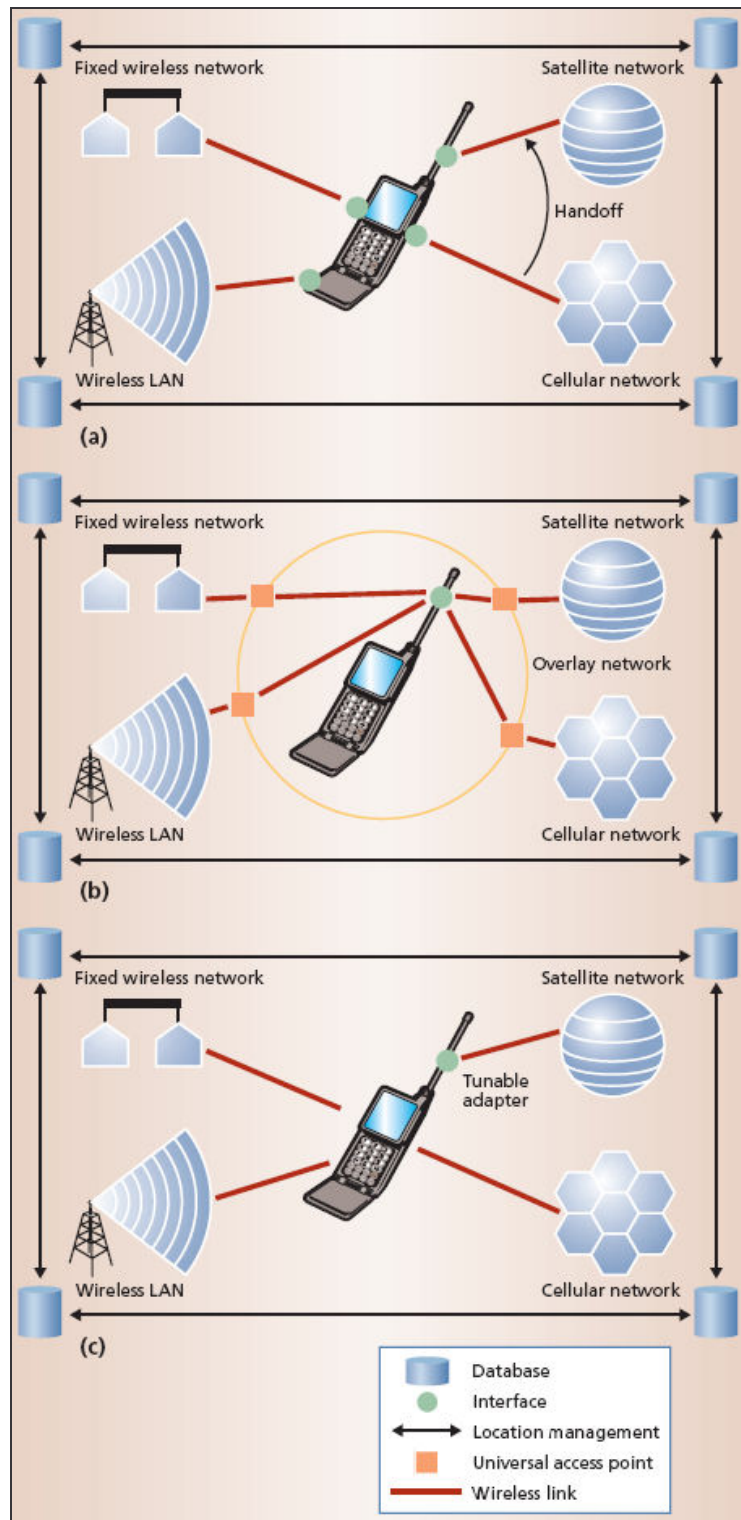 Fixed wireless network
Satellite network
Handoff
Wireless LAN
Cellular network
(a)
Fixed wireless network
Satellite network
Overlay network
Wireless LAN
Cellular network
(b)
Fixed wireless network
Satellite network
Tunable
adapter
Wireless LAN
Cellular network
(c)
Database
Interface
Location management
Universal access point
Wireless link